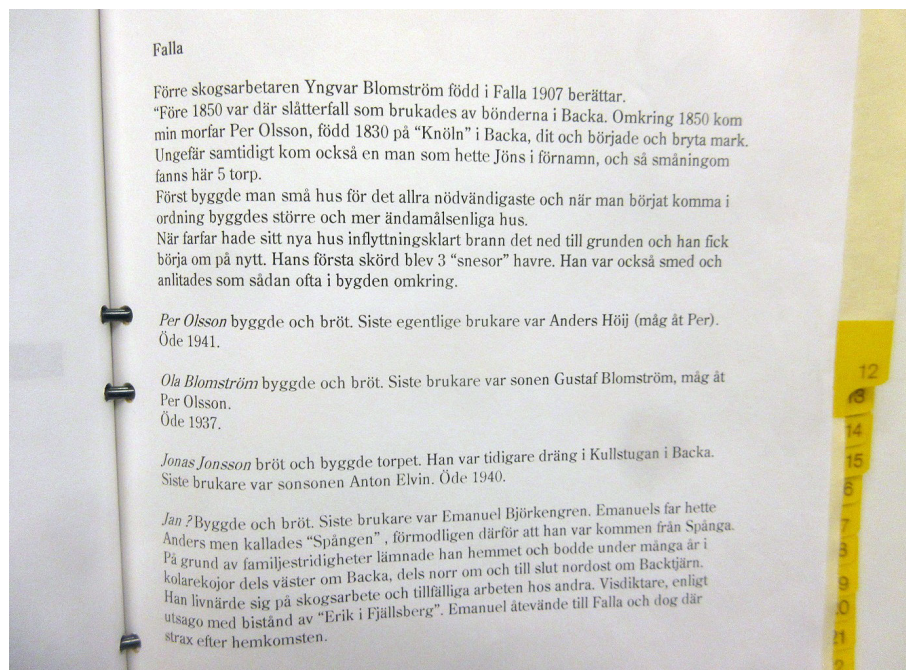 Falla
Förre skogsarbetaren Yngvar Blomström född i Falla 1907 berättar.
“Före 1850 var där slåtterfall som brukades av bönderna i Backa. Omkring 1850 kom
min morfar Per Olsson, född 1830 på “Knöln” i Backa, dit och började och bryta mark.
Ungefär samtidigt kom också en man som hette Jöns i förnamn, och så småningom
fanns här 5 torp.
Först byggde man små hus för det allra nödvändigaste och när man börjat komma i
ordning byggdes större och mer ändamålsenliga hus.
När farfar hade sitt nya hus inflyttningsklart brann det ned till grunden och han fick
börja om på nytt. Hans första skörd blev 3 “snesor” havre. Han var också smed och
anlitades som sådan ofta i bygden omkring.
Per Olsson byggde och bröt. Siste egentlige brukare var Anders Höij (måg åt Per).
Öde 1941.
Ola Blomström byggde och bröt. Siste brukare var sonen Gustaf Blomström, måg åt
Per Olsson.
Öde 1937.
Jonas Jonsson bröt och byggde torpet. Han var tidigare dräng i Kullstugan i Backa.
Siste brukare var sonsonen Anton Elvin. Öde 1940.
Jan ? Byggde och bröt. Siste brukare var Emanuel Björkengren. Emanuels far hette
Anders men kallades “Spången” , förmodligen därför att han var kommen från Spånga.
På grund av familjestridigheter lämnade han hemmet och bodde under många år i
kolarekojor dels väster om Backa, dels norr om och till slut nordost om Backtjärn.
Han livnärde sig på skogsarbete och tillfälliga arbeten hos andra. Visdiktare, enligt
utsago med bistånd av “Erik i Fjällsberg”. Emanuel återvände till Falla och dog där
strax efter hemkomsten.
12
13
14
15
6
7
8
9
20
21